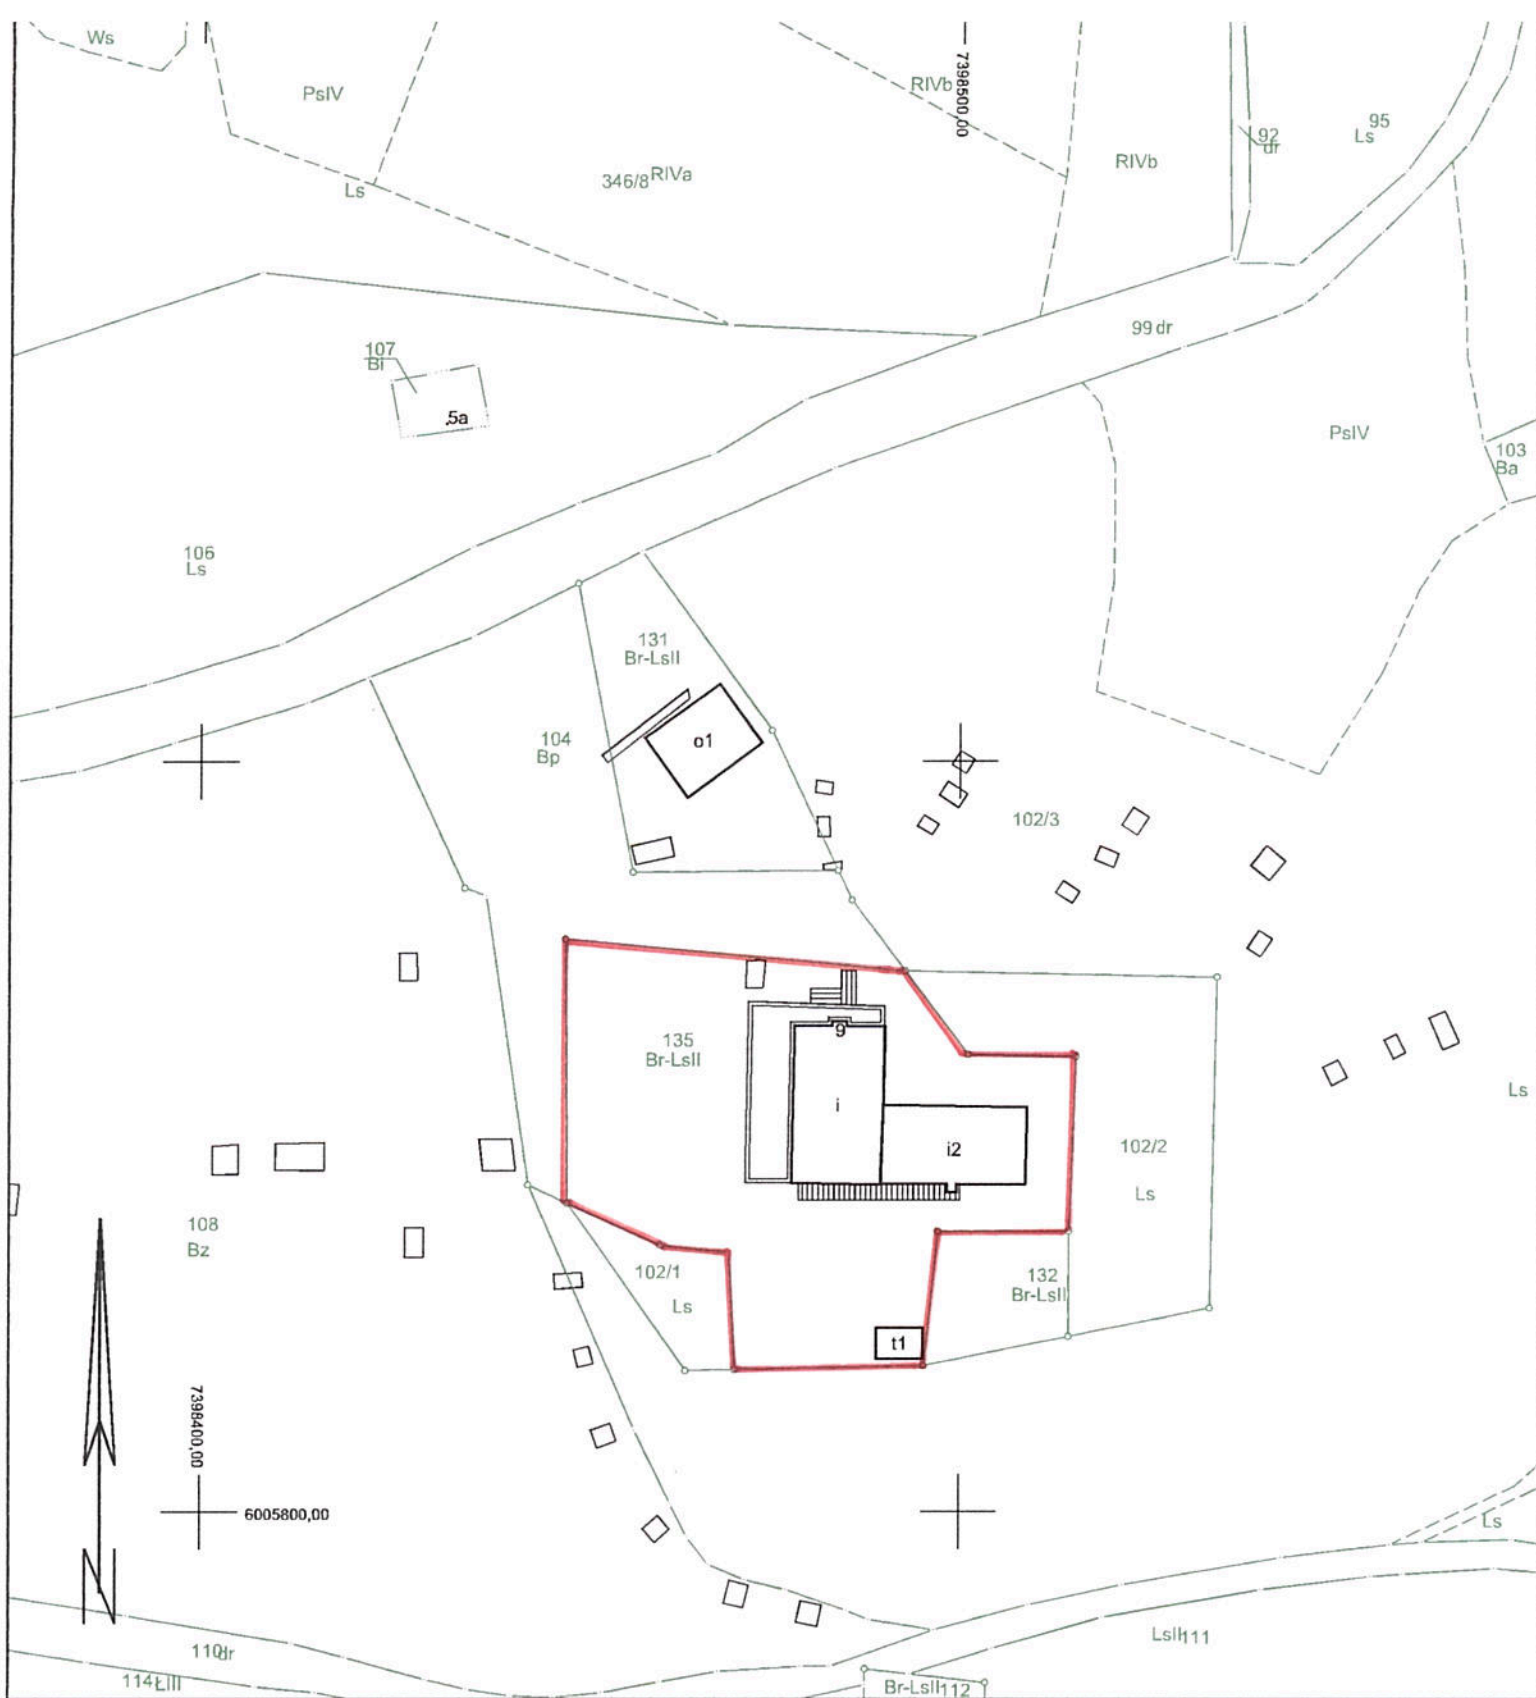 Ws
PsIV
7398500,00
RIVb
95
Ls
92
dr
RIVb
346/8 RIVa
Ls
99 dr
107
Bi
.5a
PsIV
103
Ba
106
Ls
131
Br-LsII
104
Bp
o1
102/3
135
Br-LsII
9
i
i2
Ls
102/2
Ls
108
Bz
102/1
Ls
132
Br-LsII
t1
7398400,00
6005800,00
Ls
LsII 111
110 dr
114 ŁIII
Br-LsII 112
N